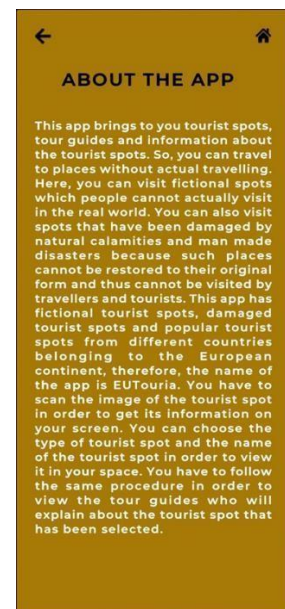 ABOUT THE APP
This app brings to you tourist spots,
tour guides and information about
the tourist spots. So, you can travel
to places without actual travelling.
Here, you can visit fictional spots
which people cannot actually visit
in the real world. You can also visit
spots that have been damaged by
natural calamities and man made
disasters because such places
cannot be restored to their original
form and thus cannot be visited by
travellers and tourists. This app has
fictional tourist spots, damaged
tourist spots and popular tourist
spots from different countries
belonging to the European
continent, therefore, the name of
the app is EUTouria. You have to
scan the image of the tourist spot
in order to get its information on
your screen. You can choose the
type of tourist spot and the name
of the tourist spot in order to view
it in your space. You have to follow
the same procedure in order to
view the tour guides who will
explain about the tourist spot that
has been selected.